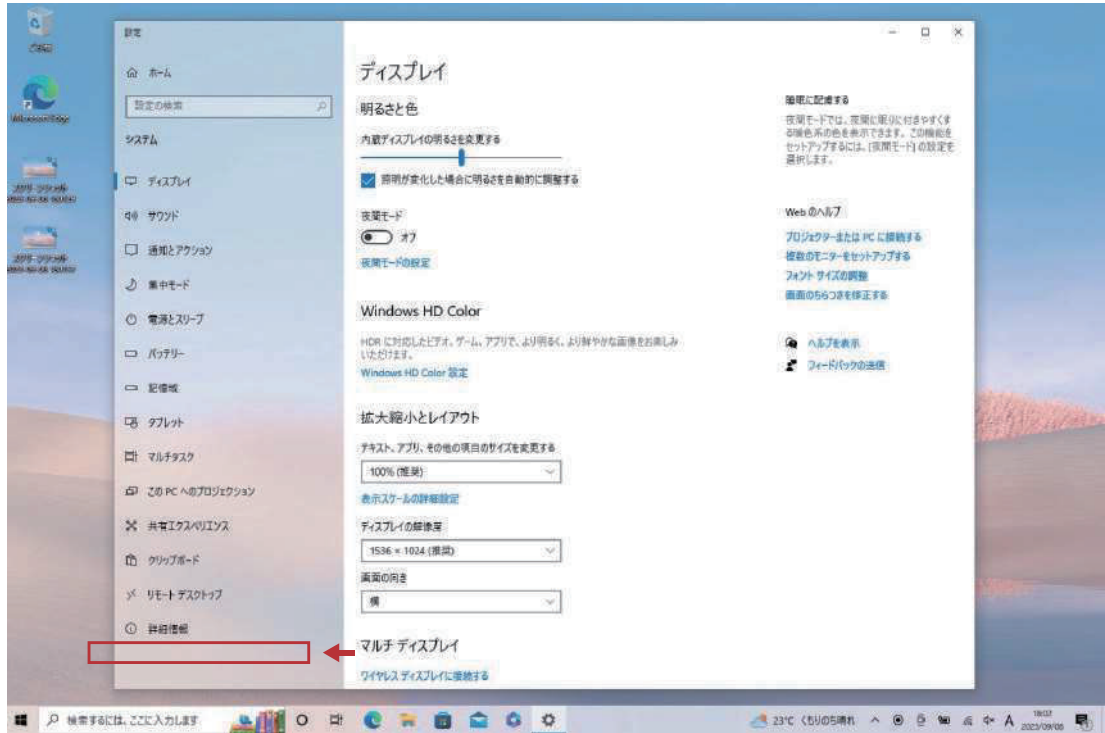 設定
ごみ箱
Microsoft Edge
ホーム
設定の検索
システム
ディスプレイ
サウンド
通知とアクション
集中モード
電源とスリープ
バッテリー
記憶域
タブレット
マルチタスク
この PC へのプロジェクション
共有エクスペリエンス
クリップボード
リモート デスクトップ
詳細情報
ディスプレイ
明るさと色
内蔵ディスプレイの明るさを変更する
照明が変化した場合に明るさを自動的に調整する
夜間モード
オフ
夜間モードの設定
Windows HD Color
HDR に対応したビデオ、ゲーム、アプリで、より明るく、より鮮やかな画像をお楽しみ
いただけます。
Windows HD Color 設定
拡大縮小とレイアウト
テキスト、アプリ、その他の項目のサイズを変更する
100% (推奨)
表示スケールの詳細設定
ディスプレイの解像度
1536 × 1024 (推奨)
画面の向き
横
マルチ ディスプレイ
ワイヤレス ディスプレイに接続する
睡眠に配慮する
夜間モードでは、夜間に眠りに付きやすくす
る暖色系の色を表示できます。この機能を
セットアップするには、[夜間モード] の設定を
選択します。
Web のヘルプ
プロジェクターまたは PC に接続する
複数のモニターをセットアップする
フォント サイズの調整
画面のちらつきを修正する
ヘルプを表示
フィードバックの送信
検索するには、ここに入力します
23°C くもりのち晴れ
A
18:03
2023/09/08